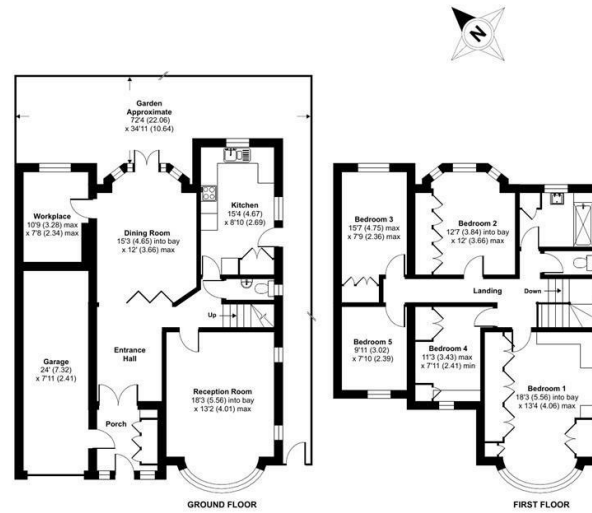 N
Garden
Approximate
72'4 (22.06)
x 34'11 (10.64)
Workplace
10'9 (3.28) max
x 7'8 (2.34) max
Dining Room
15'3 (4.65) into bay
x 12' (3.66) max
Kitchen
15'4 (4.67)
x 8'10 (2.69)
Up
Garage
24' (7.32)
x 7'11 (2.41)
Entrance
Hall
Reception Room
18'3 (5.56) into bay
x 13'2 (4.01) max
Porch
GROUND FLOOR
Bedroom 3
15'7 (4.75) max
x 7'9 (2.36) max
Bedroom 2
12'7 (3.84) into bay
x 12' (3.66) max
Landing
Down
Bedroom 5
9'11 (3.02)
x 7'10 (2.39)
Bedroom 4
11'3 (3.43) max
x 7'11 (2.41) min
Bedroom 1
18'3 (5.56) into bay
x 13'4 (4.06) max
FIRST FLOOR